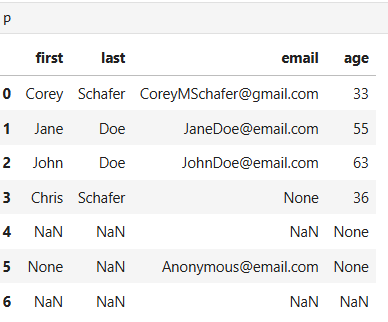 p
first last email age
0 Corey Schafer CoreyMSchafer@gmail.com 33
1 Jane Doe JaneDoe@email.com 55
2 John Doe JohnDoe@email.com 63
3 Chris Schafer None 36
4 NaN NaN NaN None
5 None NaN Anonymous@email.com None
6 NaN NaN NaN NaN